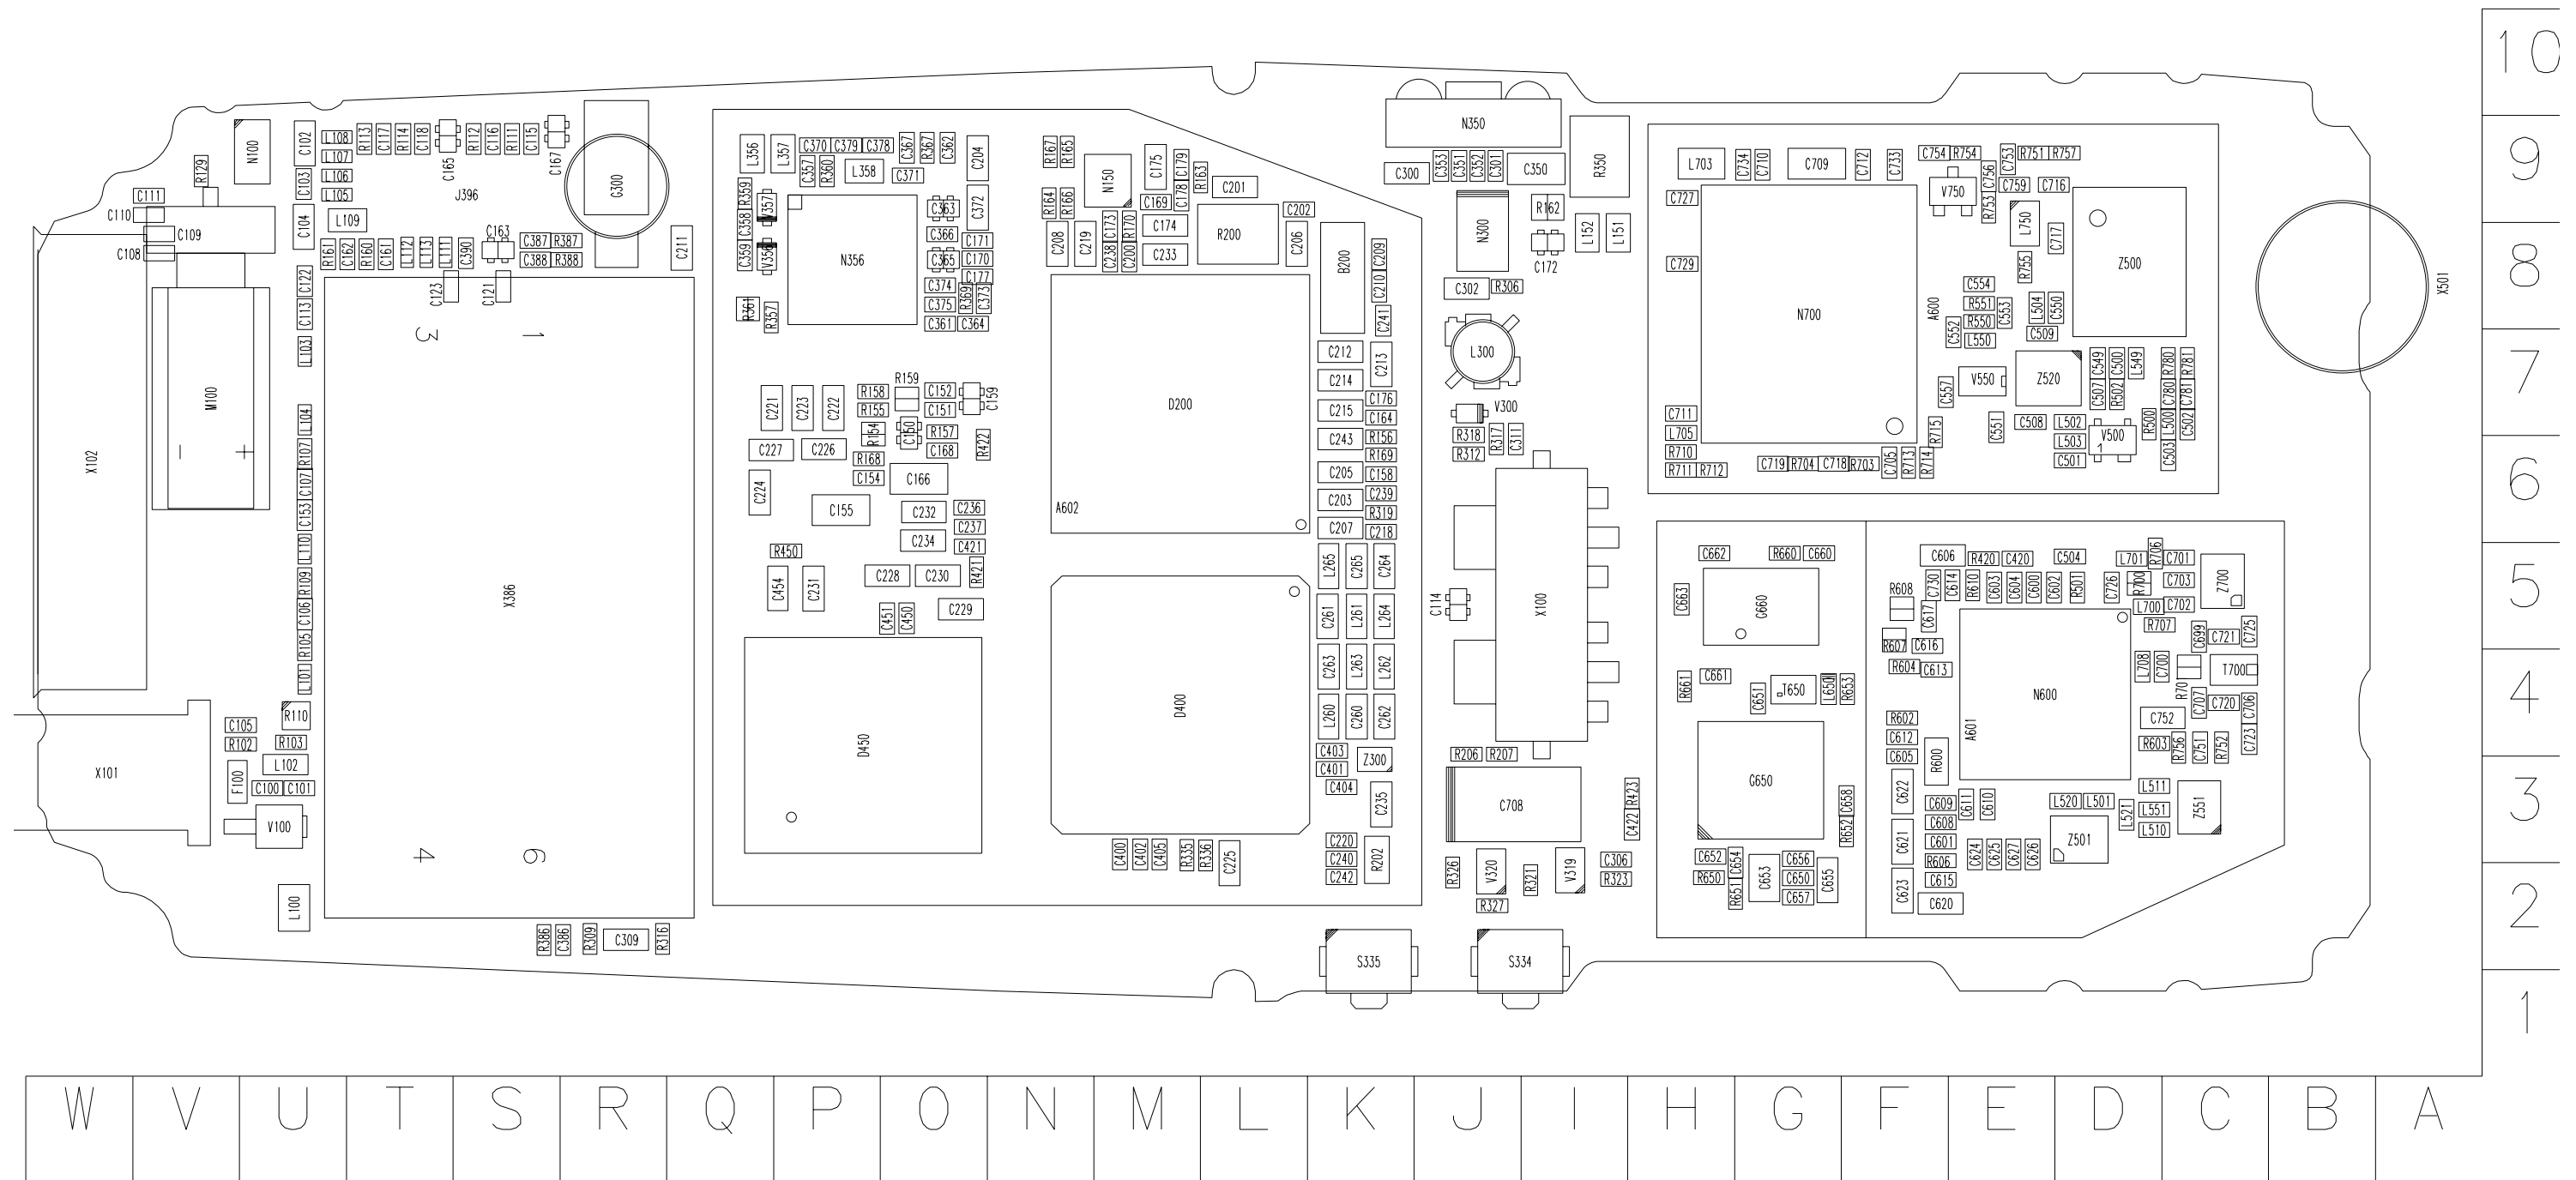 10
9
8
7
6
5
4
3
2
1
N350
C300 C353 C351 C352 C301 C350 R350
N100 C102 L108 R113 C117 R114 C118 C165 R112 C116 R111 C115 C167 G300
L107
L106
L105
R129 C103 J396
C111
C110
C109
C108
C104 L109 C163
R161 C162 R160 C161 L112 L113 L111 C390 C387 R387 C211
C388 R388
C122 C123 C121
C113
3 1
L103
M100
- +
X102
L104
R107
C107
C153
L110
R109
C106
R105
L101
X386
R110
C105
R102 R103
X101 F100 L102
C100 C101
V100
4 6
L100
R386 C386 R309 C309 R316
L356 L357 C370 C379 C378 C367 R367 C362 C204
C357 R360 L358 C371
R359 V357 C363 C372
C358 C366 C171
C359 V356 N356 C365 C170
C177
C374 R369 C373
R361 R357 C375
C361 C364
R159
C221 C223 C222 R158 C152 C159
R155 C151
R154 C150 R157
C227 C226 C168 R422
R168
C154 C166
C224 C155 C232 C236
C237
C234 C421
R450
C454 C231 C228 C230 R421
C451 C450 C229
D450
R167 R165 N150 C175 C179 R163
C178 C201
R164 R166 C169
C173 R170 C174 R200 C202
C208 C219 C238 C200 C233 C206
B200 C209
C210
C241
D200
A602
C212 C213
C214
C215 C176
C164
C243 R156
R169
C205 C158
C203 C239
R319
C207 C218
L265 C265 C264
C261 L261 L264
C263 L263 L262
L260 C260 C262
D400
C403 Z300
C401
C404 C235
C220
C240 R202
C242
C400 C402 C405 R335 R336 C225
N300 R162 L152 L151
C172
C302 R306
L300
V300
R318 R317 C311
R312
X100
C114
R206 R207
C708
R423
C422
R326 V320 R321 V319 C306
R323
R327
S335 S334
L703 C734 C710 C709 C712 C733 C754 R754 C753 R751 R757
C756 C759 C716
C727 V750 R753 L750 C717 Z500
C729 N700 A600 R755
C554
R551 C553 L504 C550
C552 R550 C509
L550
C557 V550 Z520 C549 C500 L549 R780 R781
C507 R502 C780 C781
C711 L705 R715 C551 C508 L502 V500 R500 L500 C502
L503 1
R710 C501 C503
R711 R712 C719 R704 C718 R703 C705 R713 R714
X501
C662 R660 C660
C663 G660
R661 C661 C651 T650 L650 R653
G650 C658
R652
C652 C654 C656
R650 R651 C653 C650 C655
C657
C606 R420 C420 C504 L701 R706 C701
R608 C730 C614 R610 C603 C604 C600 C602 R501 C726 R700 C703 Z700
C617 L700 C702
R607 C616 R707 C699 C721 C725
R604 C613 L708 C700 T700
N600 C707 C720 C706
R602 A601 C752
C612
C605 R600 R603 R756 C751 R752 C723
C622 C609 C611 C610 L520 L501 L511
C608 L521 L551 Z551
C621 C601 Z501 L510
R606 C624 C625 C627 C626
C623 C615
C620
W V U T S R Q P O N M L K J I H G F E D C B A